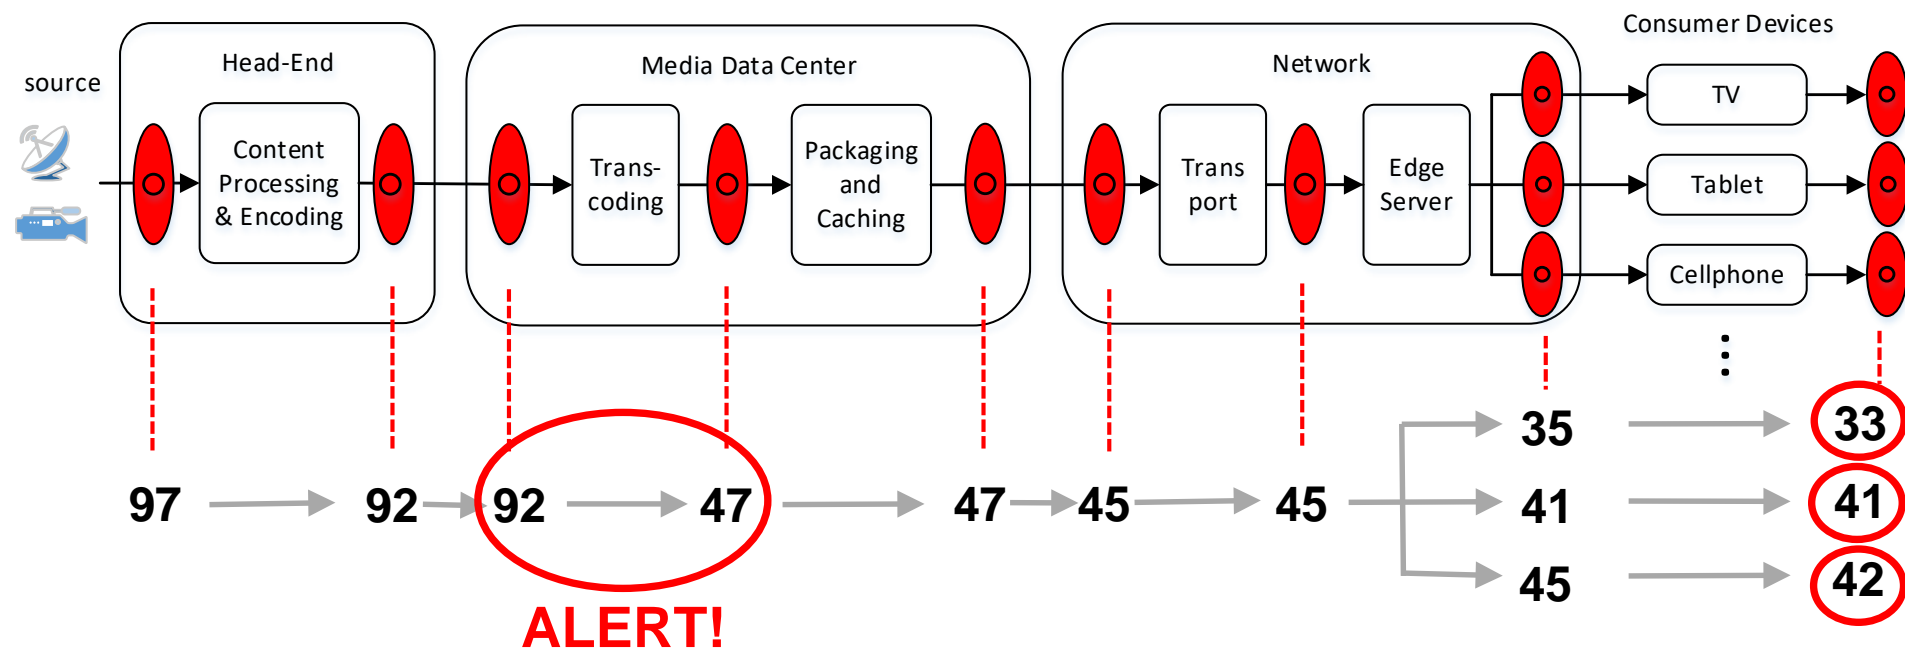 Consumer Devices
Head-End
Media Data Center
Network
source
Content
Processing
& Encoding
Trans-
coding
Packaging
and
Caching
Trans
port
Edge
Server
TV
Tablet
Cellphone
97
92
92
47
47
45
45
35
41
45
33
41
42
ALERT!